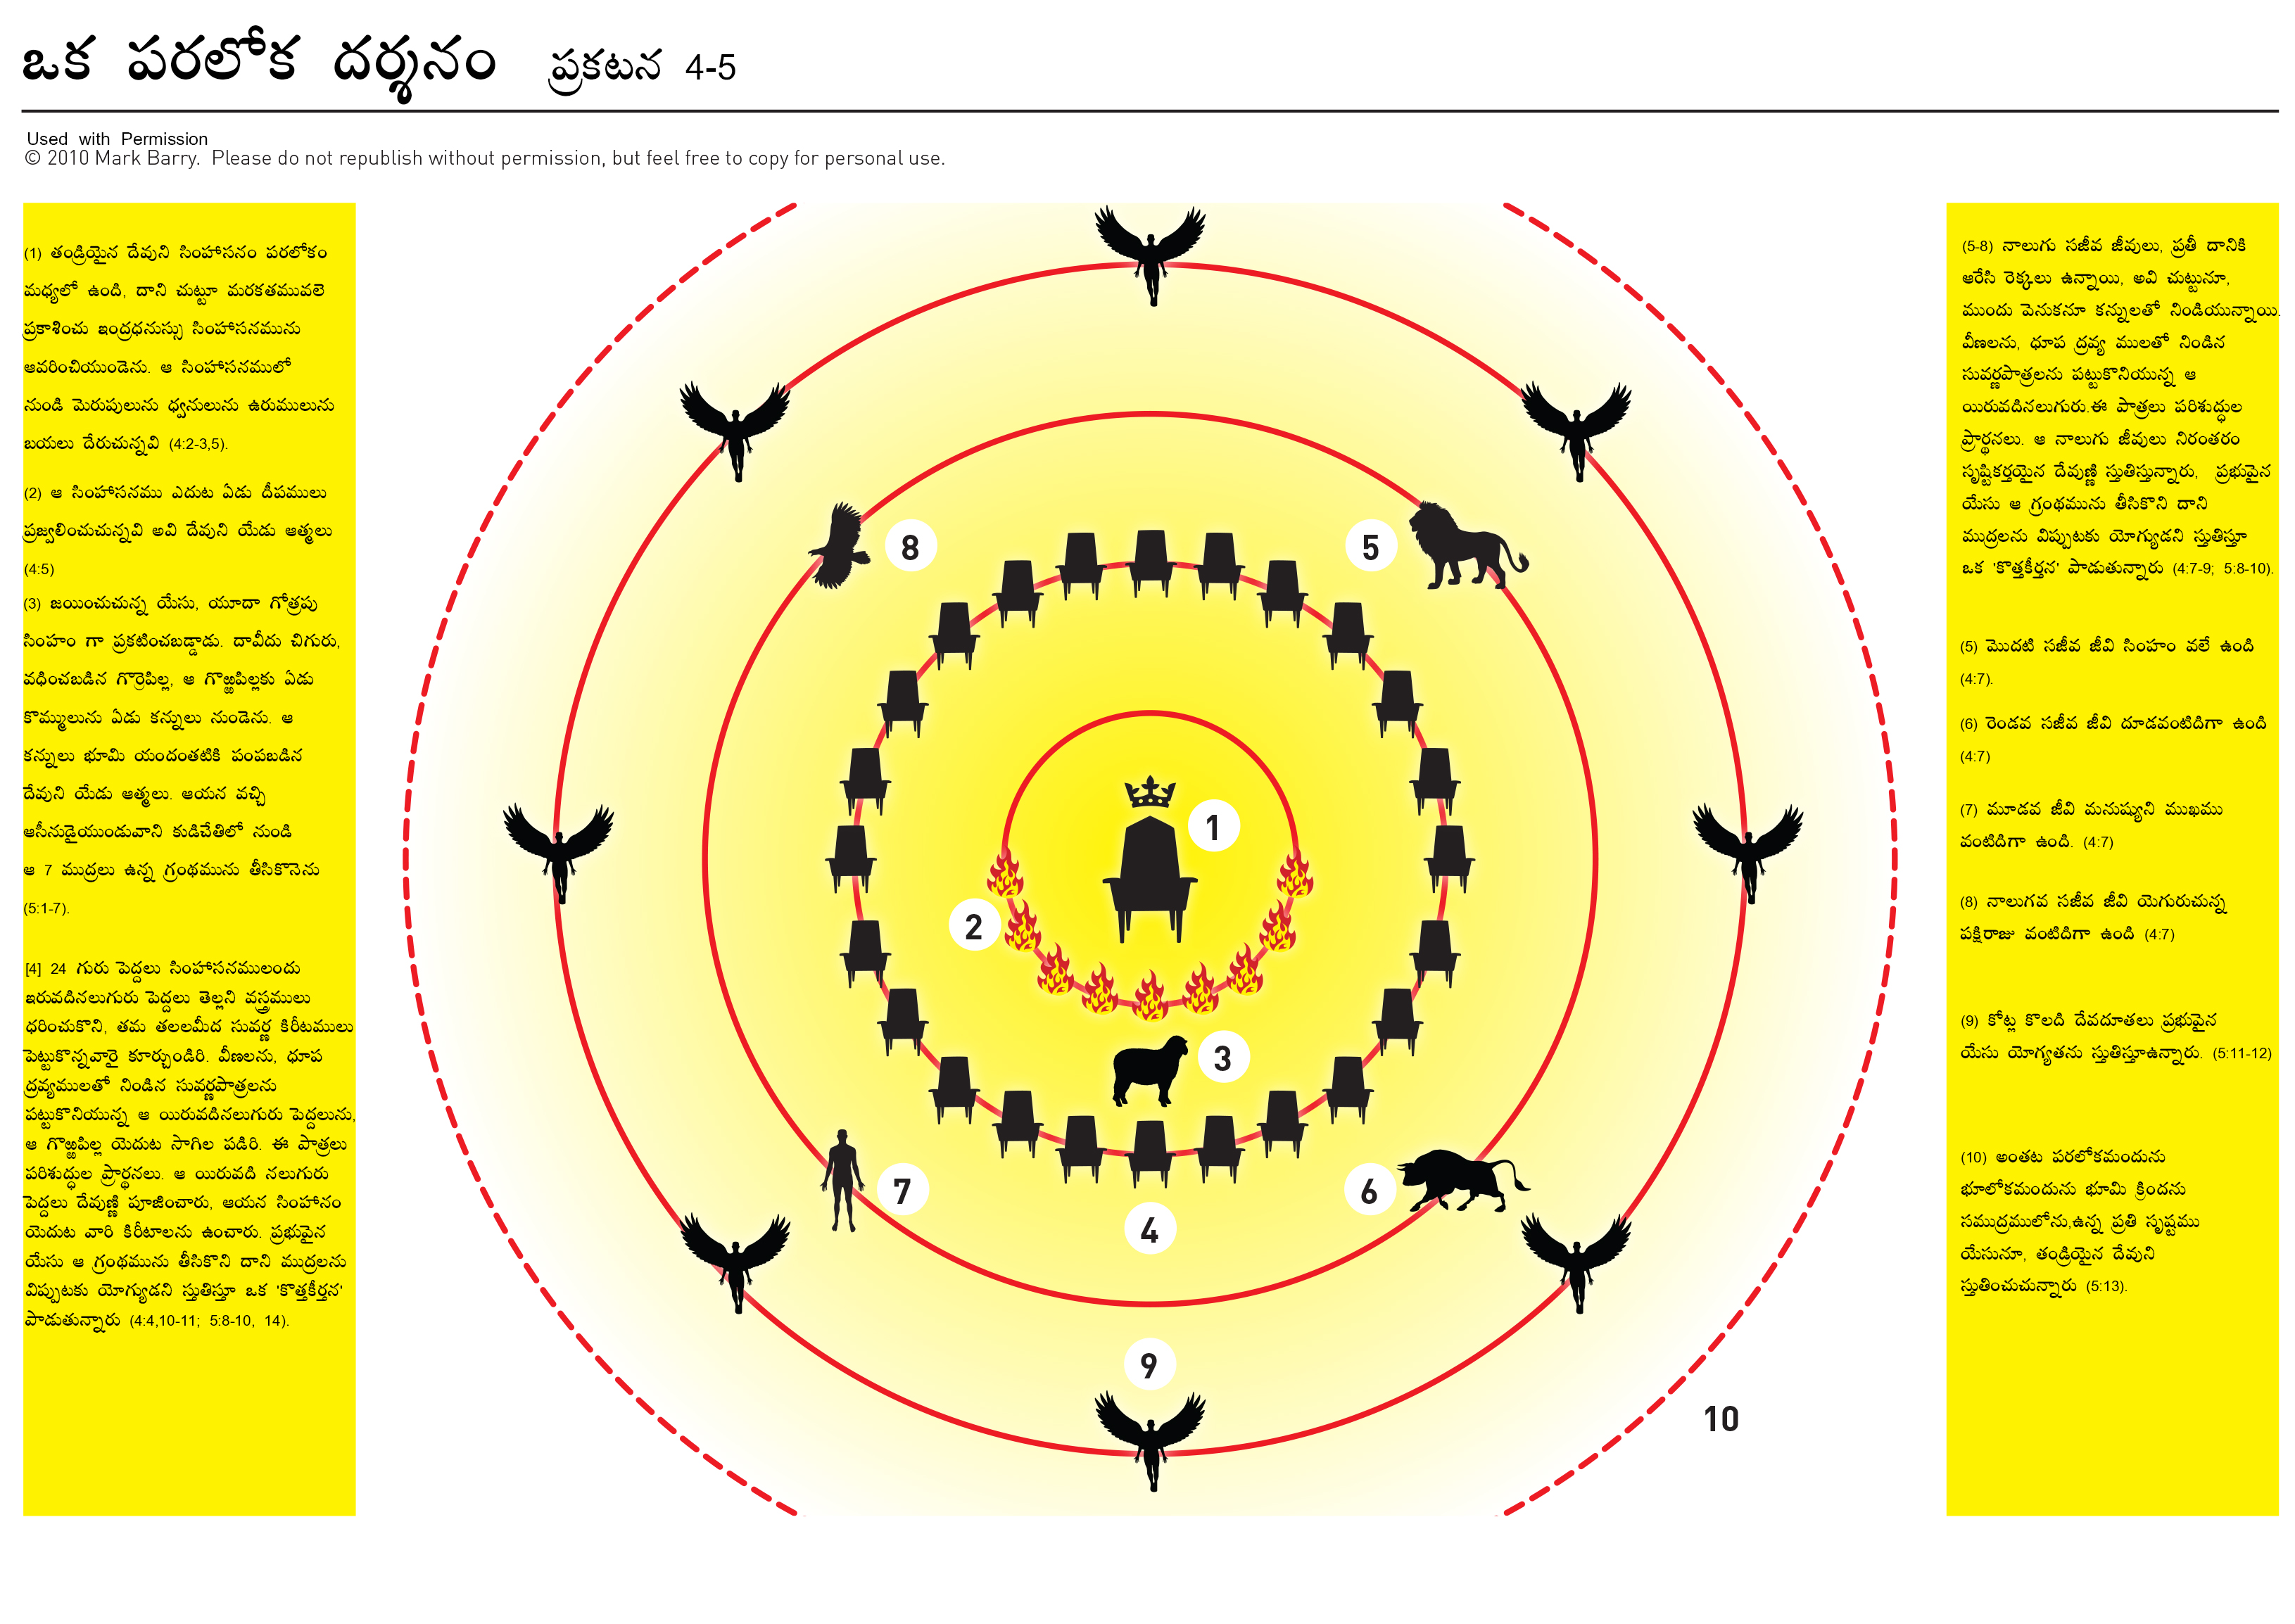 ఒక పరలోక దర్శనం ప్రకటన 4-5
Used with Permission
© 2010 Mark Barry. Please do not republish without permission, but feel free to copy for personal use.
(1) తండ్రియైన దేవుని సింహాసనం పరలోకం
మధ్యలో ఉంది, దాని చుట్టూ మరకతమువలె
ప్రకాశించు ఇంద్రధనుస్సు సింహాసనమును
ఆవరించియుండెను. ఆ సింహాసనములో
నుండి మెరుపులును ధ్వనులును ఉరుములును
బయలు దేరుచున్నవి (4:2-3,5).
(2) ఆ సింహాసనము ఎదుట ఏడు దీపములు
ప్రజ్వలించుచున్నవి అవి దేవుని యేడు ఆత్మలు
(4:5)
(3) జయించుచున్న యేసు, యూదా గోత్రపు
సింహం గా ప్రకటించబడ్డాడు. దావీదు చిగురు,
వధించబడిన గొర్రెపిల్ల, ఆ గొఱ్ఱపిల్లకు ఏడు
కొమ్ములును ఏడు కన్నులు నుండెను. ఆ
కన్నులు భూమి యందంతటికి పంపబడిన
దేవుని యేడు ఆత్మలు. ఆయన వచ్చి
ఆసీనుడైయుండువాని కుడిచేతిలో నుండి
ఆ 7 ముద్రలు ఉన్న గ్రంథమును తీసికొనెను
(5:1-7).
[4] 24 గురు పెద్దలు సింహాసనములందు
ఇరువదినలుగురు పెద్దలు తెల్లని వస్త్రములు
ధరించుకొని, తమ తలలమీద సువర్ణ కిరీటములు
పెట్టుకొన్నవారై కూర్చుండిరి. వీణలను, ధూప
ద్రవ్యములతో నిండిన సువర్ణపాత్రలను
పట్టుకొనియున్న ఆ యిరువదినలుగురు పెద్దలును,
ఆ గొఱ్ఱపిల్ల యెదుట సాగిల పడిరి. ఈ పాత్రలు
పరిశుద్ధుల ప్రార్థనలు. ఆ యిరువది నలుగురు
పెద్దలు దేవుణ్ణి పూజించారు, ఆయన సింహానం
యెదుట వారి కిరీటాలను ఉంచారు. ప్రభువైన
యేసు ఆ గ్రంథమును తీసికొని దాని ముద్రలను
విప్పుటకు యోగ్యుడని స్తుతిస్తూ ఒక 'కొత్తకీర్తన'
పాడుతున్నారు (4:4,10-11; 5:8-10, 14).
8
5
1
2
3
7
6
4
9
10
(5-8) నాలుగు సజీవ జీవులు, ప్రతీ దానికి
ఆరేసి రెక్కలు ఉన్నాయి, అవి చుట్టునూ,
ముందు వెనుకనూ కన్నులతో నిండియున్నాయి.
వీణలను, ధూప ద్రవ్య ములతో నిండిన
సువర్ణపాత్రలను పట్టుకొనియున్న ఆ
యిరువదినలుగురు.ఈ పాత్రలు పరిశుద్ధుల
ప్రార్థనలు. ఆ నాలుగు జీవులు నిరంతరం
సృష్టికర్తయైన దేవుణ్ణి స్తుతిస్తున్నారు, ప్రభువైన
యేసు ఆ గ్రంథమును తీసికొని దాని
ముద్రలను విప్పుటకు యోగ్యుడని స్తుతిస్తూ
ఒక 'కొత్తకీర్తన' పాడుతున్నారు (4:7-9; 5:8-10).
(5) మొదటి సజీవ జీవి సింహం వలే ఉంది
(4:7).
(6) రెండవ సజీవ జీవి దూడవంటిదిగా ఉంది
(4:7)
(7) మూడవ జీవి మనుష్యుని ముఖము
వంటిదిగా ఉంది. (4:7)
(8) నాలుగవ సజీవ జీవి యెగురుచున్న
పక్షిరాజు వంటిదిగా ఉంది (4:7)
(9) కోట్ల కొలది దేవదూతలు ప్రభువైన
యేసు యోగ్యతను స్తుతిస్తూఉన్నారు. (5:11-12)
(10) అంతట పరలోకమందును
భూలోకమందును భూమి క్రిందను
సముద్రములోను,ఉన్న ప్రతి సృష్టము
యేసునూ, తండ్రియైన దేవుని
స్తుతించుచున్నారు (5:13).